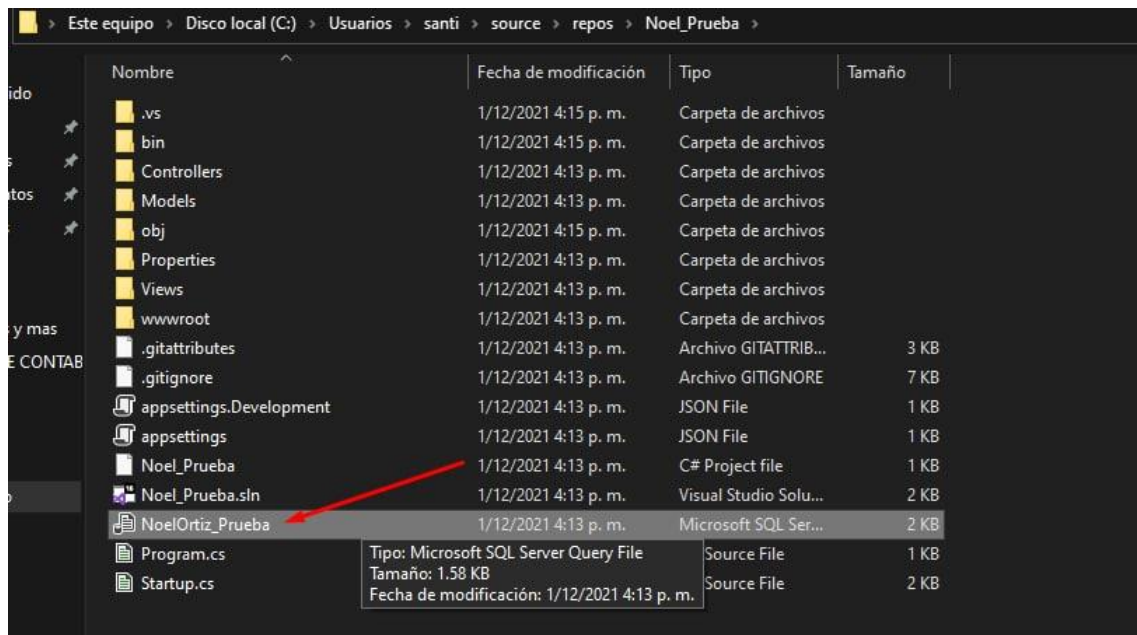 Este equipo > Disco local (C:) > Usuarios > santi > source > repos > Noel_Prueba >
Nombre Fecha de modificación Tipo Tamaño
ido
.vs 1/12/2021 4:15 p. m. Carpeta de archivos
bin 1/12/2021 4:15 p. m. Carpeta de archivos
s Controllers 1/12/2021 4:13 p. m. Carpeta de archivos
ntos Models 1/12/2021 4:13 p. m. Carpeta de archivos
obj 1/12/2021 4:15 p. m. Carpeta de archivos
Properties 1/12/2021 4:13 p. m. Carpeta de archivos
Views 1/12/2021 4:13 p. m. Carpeta de archivos
s y mas wwwroot 1/12/2021 4:13 p. m. Carpeta de archivos
.gitattributes 1/12/2021 4:13 p. m. Archivo GITATTRIB... 3 KB
E CONTAB .gitignore 1/12/2021 4:13 p. m. Archivo GITIGNORE 7 KB
appsettings.Development 1/12/2021 4:13 p. m. JSON File 1 KB
appsettings 1/12/2021 4:13 p. m. JSON File 1 KB
Noel_Prueba 1/12/2021 4:13 p. m. C# Project file 1 KB
Noel_Prueba.sln 1/12/2021 4:13 p. m. Visual Studio Solu... 2 KB
NoelOrtiz_Prueba 1/12/2021 4:13 p. m. Microsoft SQL Ser... 2 KB
Program.cs Source File 1 KB
Startup.cs Source File 2 KB
Tipo: Microsoft SQL Server Query File
Tamaño: 1.58 KB
Fecha de modificación: 1/12/2021 4:13 p. m.